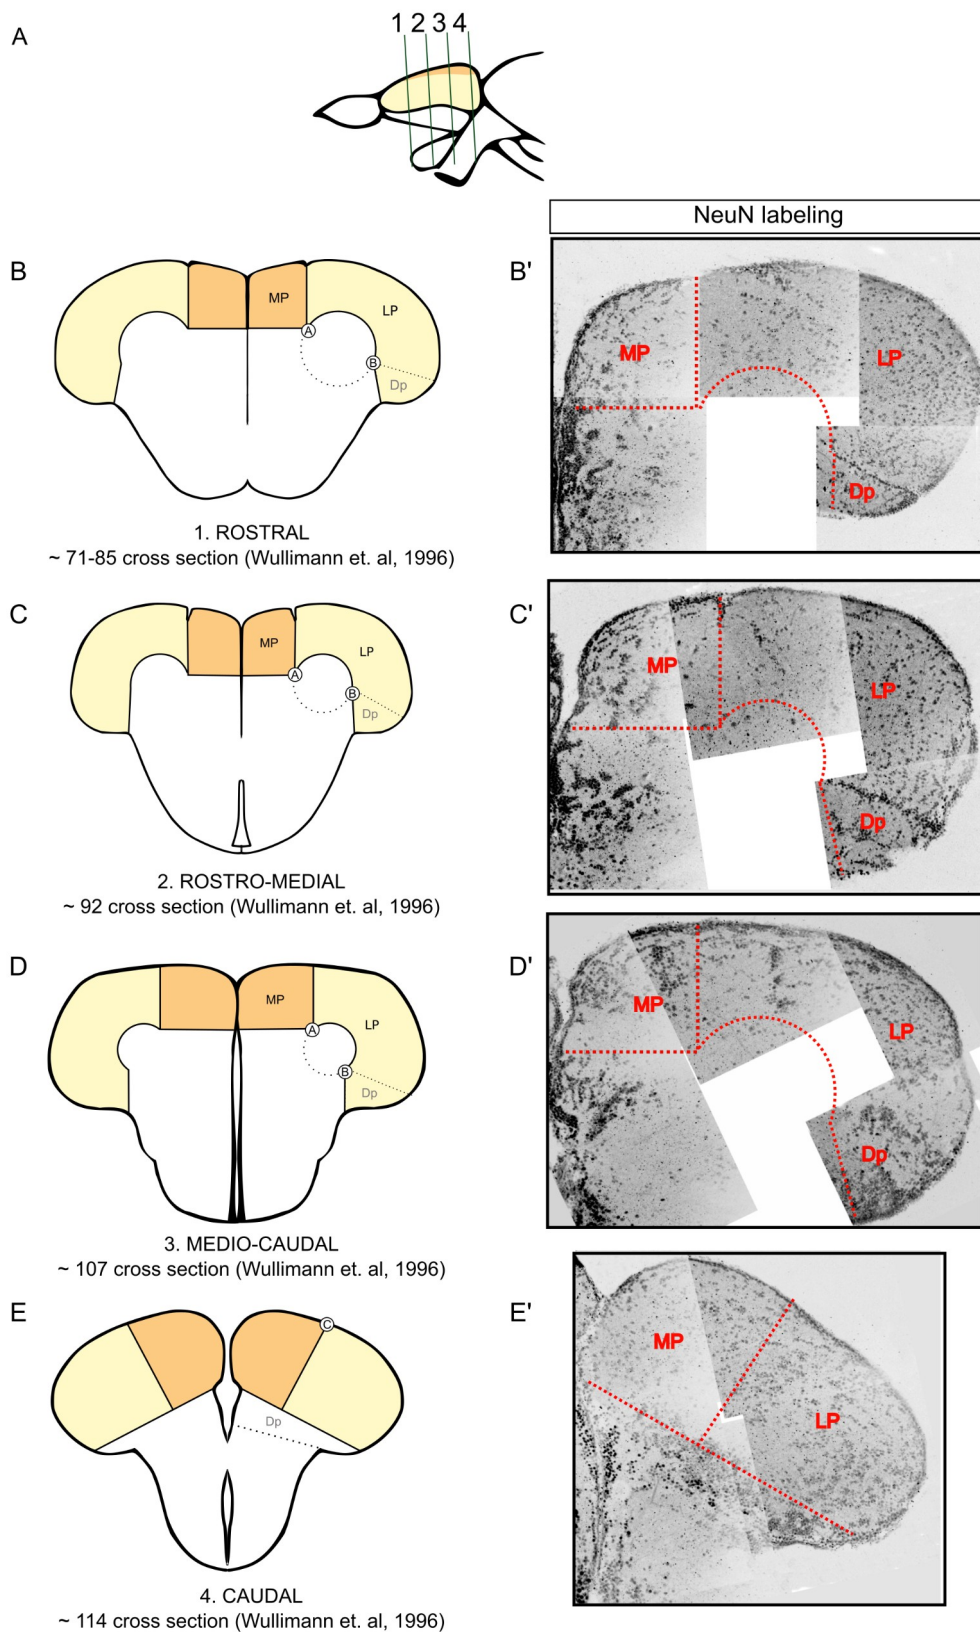 A
1 2 3 4
NeuN labeling
B
MP
LP
A
B
Dp
1. ROSTRAL
~ 71-85 cross section (Wullimann et. al, 1996)
B'
MP
LP
Dp
C
MP
LP
A
B
Dp
2. ROSTRO-MEDIAL
~ 92 cross section (Wullimann et. al, 1996)
C'
MP
LP
Dp
D
MP
LP
A
B
Dp
3. MEDIO-CAUDAL
~ 107 cross section (Wullimann et. al, 1996)
D'
MP
LP
Dp
E
C
Dp
4. CAUDAL
~ 114 cross section (Wullimann et. al, 1996)
E'
MP
LP